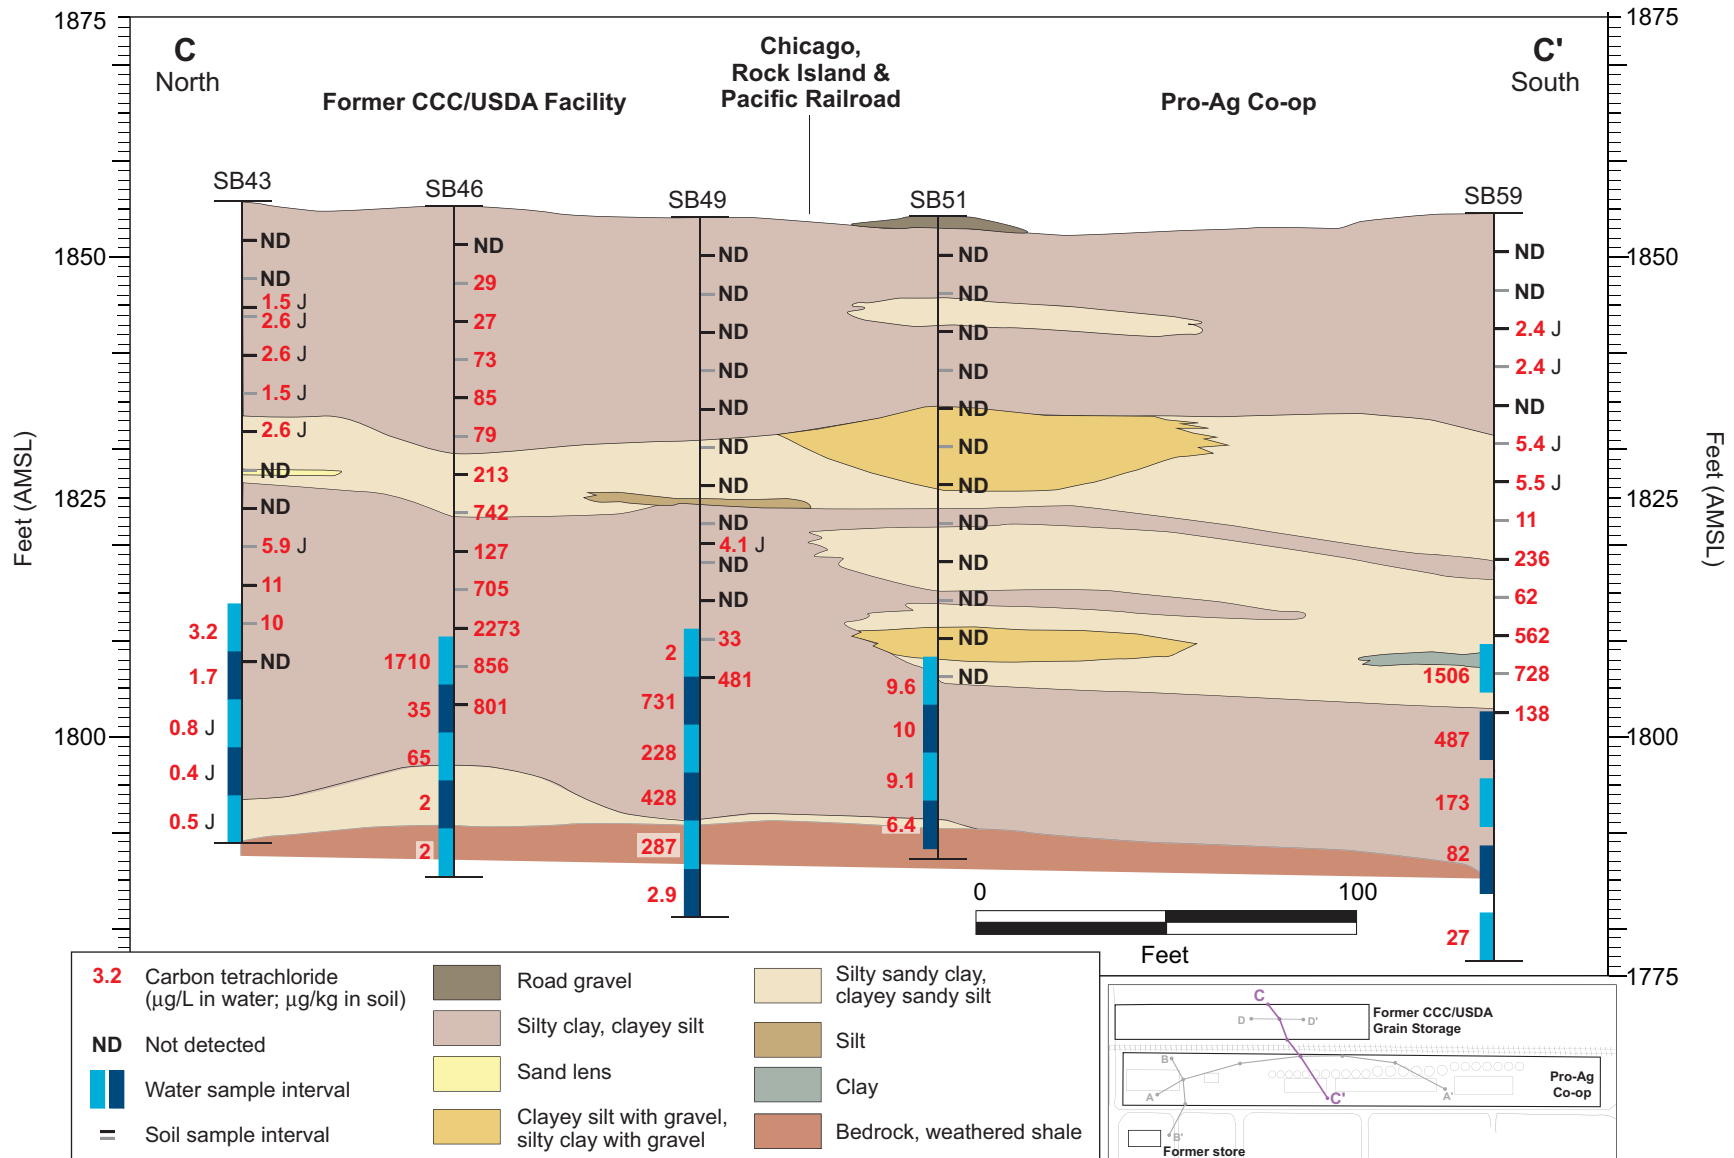 1875
1850
1825
1800
Feet (AMSL)
1875
1850
1825
1800
1775
Feet (AMSL)
C
North
Former CCC/USDA Facility
Chicago,
Rock Island &
Pacific Railroad
Pro-Ag Co-op
C'
South
SB43
ND
ND
1.5 J
2.6 J
2.6 J
1.5 J
2.6 J
ND
ND
5.9 J
11
10
ND
3.2
1.7
0.8 J
0.4 J
0.5 J
SB46
ND
29
27
73
85
79
213
742
127
705
2273
856
801
1710
35
65
2
2
SB49
ND
ND
ND
ND
ND
ND
ND
ND
4.1 J
ND
ND
33
481
2
731
228
428
287
2.9
SB51
ND
ND
ND
ND
ND
ND
ND
ND
ND
ND
ND
ND
9.6
10
9.1
6.4
SB59
ND
ND
2.4 J
2.4 J
ND
5.4 J
5.5 J
11
236
62
562
728
138
1506
487
173
82
27
0
100
Feet
3.2 Carbon tetrachloride
(µg/L in water; µg/kg in soil)
ND Not detected
Water sample interval
Soil sample interval
Road gravel
Silty clay, clayey silt
Sand lens
Clayey silt with gravel,
silty clay with gravel
Silty sandy clay,
clayey sandy silt
Silt
Clay
Bedrock, weathered shale
C
D
D'
Former CCC/USDA
Grain Storage
B
A
C'
A'
Pro-Ag
Co-op
B'
Former store